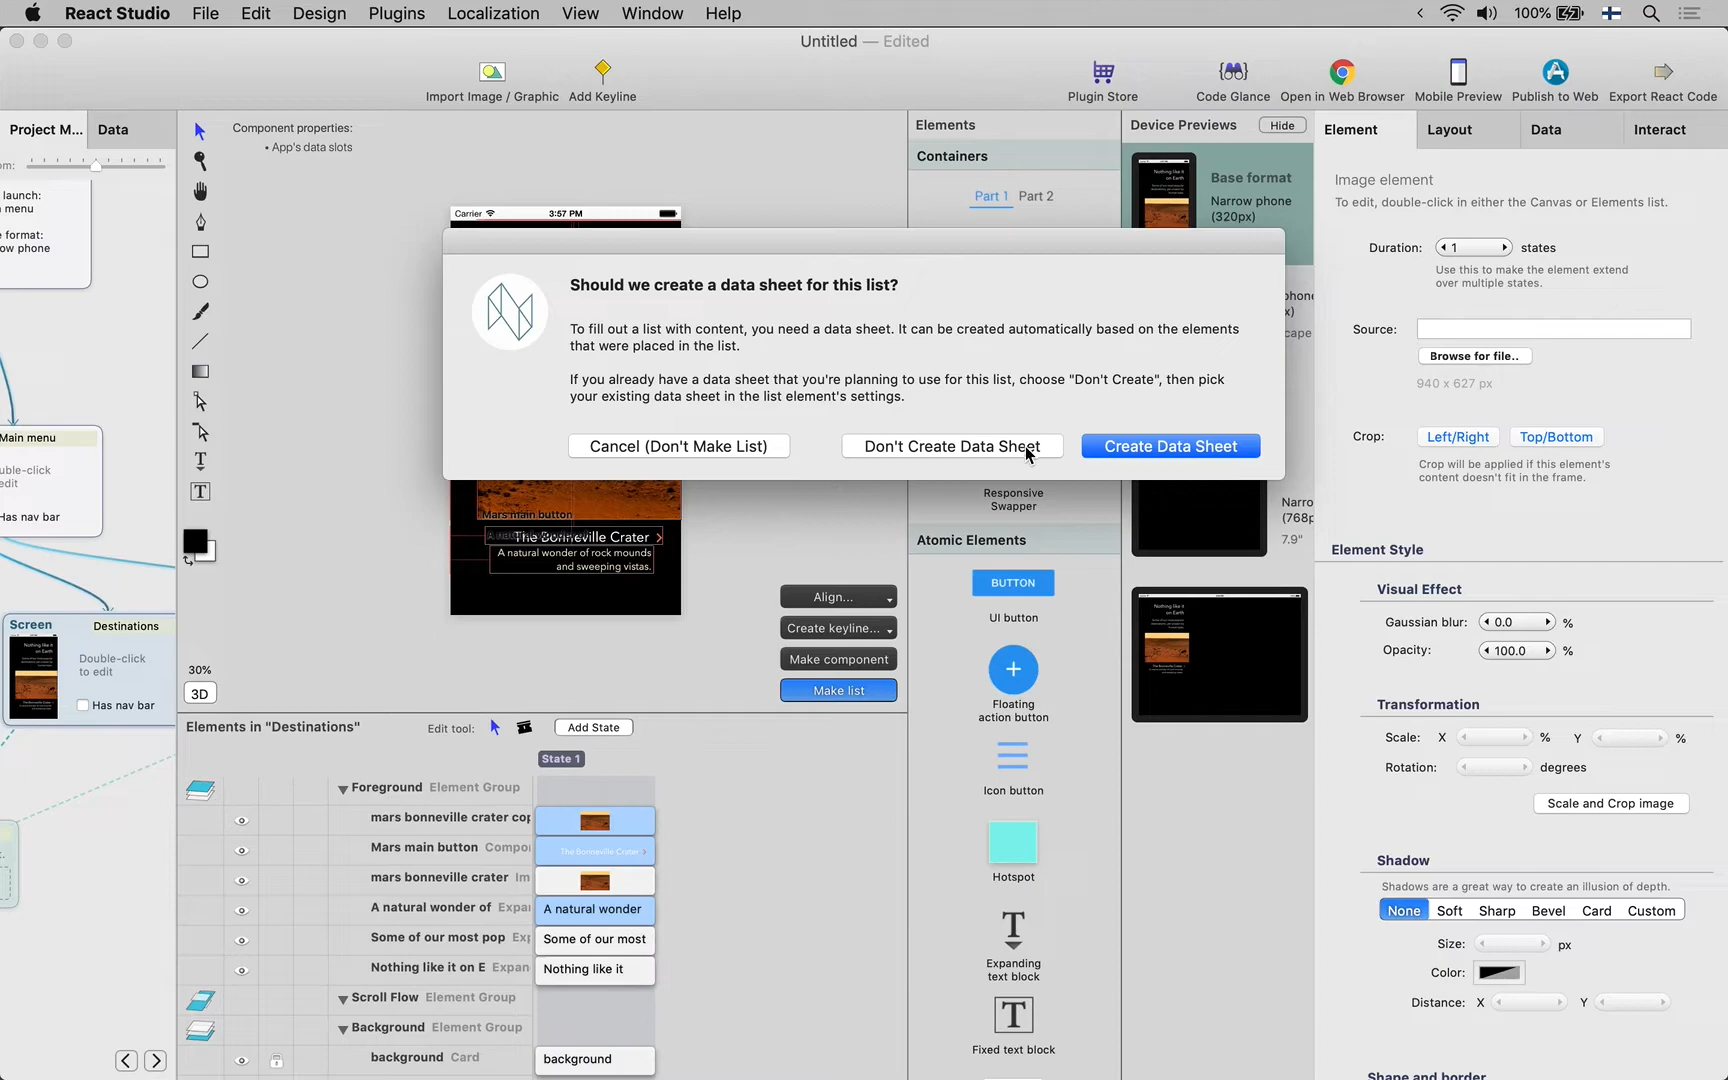 React Studio File Edit Design Plugins Localization View Window Help 100%
Untitled — Edited
Import Image / Graphic Add Keyline Plugin Store Code Glance Open in Web Browser Mobile Preview Publish to Web Export React Code
Project M... Data
om:
launch:
menu
format:
ow phone
Main menu
uble-click
edit
Has nav bar
Screen Destinations
Double-click
to edit
Has nav bar
Component properties:
• App's data slots
Carrier 3:57 PM
Should we create a data sheet for this list?
To fill out a list with content, you need a data sheet. It can be created automatically based on the elements
that were placed in the list.
If you already have a data sheet that you're planning to use for this list, choose "Don't Create", then pick
your existing data sheet in the list element's settings.
Cancel (Don't Make List) Don't Create Data Sheet Create Data Sheet
Mars main button
The Bonneville Crater
A natural wonder of rock mounds
and sweeping vistas.
Align...
Create keyline...
Make component
Make list
30%
3D
Elements in "Destinations" Edit tool: Add State
State 1
Foreground Element Group
mars bonneville crater cop
Mars main button Compo The Bonneville Crater
mars bonneville crater Im
A natural wonder of Expa A natural wonder
Some of our most pop Exp Some of our most
Nothing like it on E Expan Nothing like it
Scroll Flow Element Group
Background Element Group
background Card background
Elements
Containers
Part 1 Part 2
Responsive
Swapper
Atomic Elements
BUTTON
UI button
Floating
action button
Icon button
Hotspot
T
Expanding
text block
T
Fixed text block
Device Previews Hide
Nothing like it
on Earth
Base format
Narrow phone
(320px)
phone
x)
cape
Narro
(768p
7.9"
Nothing like it
on Earth
Element Layout Data Interact
Image element
To edit, double-click in either the Canvas or Elements list.
Duration: 1 states
Use this to make the element extend
over multiple states.
Source:
Browse for file..
940 x 627 px
Crop: Left/Right Top/Bottom
Crop will be applied if this element's
content doesn't fit in the frame.
Element Style
Visual Effect
Gaussian blur: 0.0 %
Opacity: 100.0 %
Transformation
Scale: X % Y %
Rotation: degrees
Scale and Crop image
Shadow
Shadows are a great way to create an illusion of depth.
None Soft Sharp Bevel Card Custom
Size: px
Color:
Distance: X Y
Shape and border